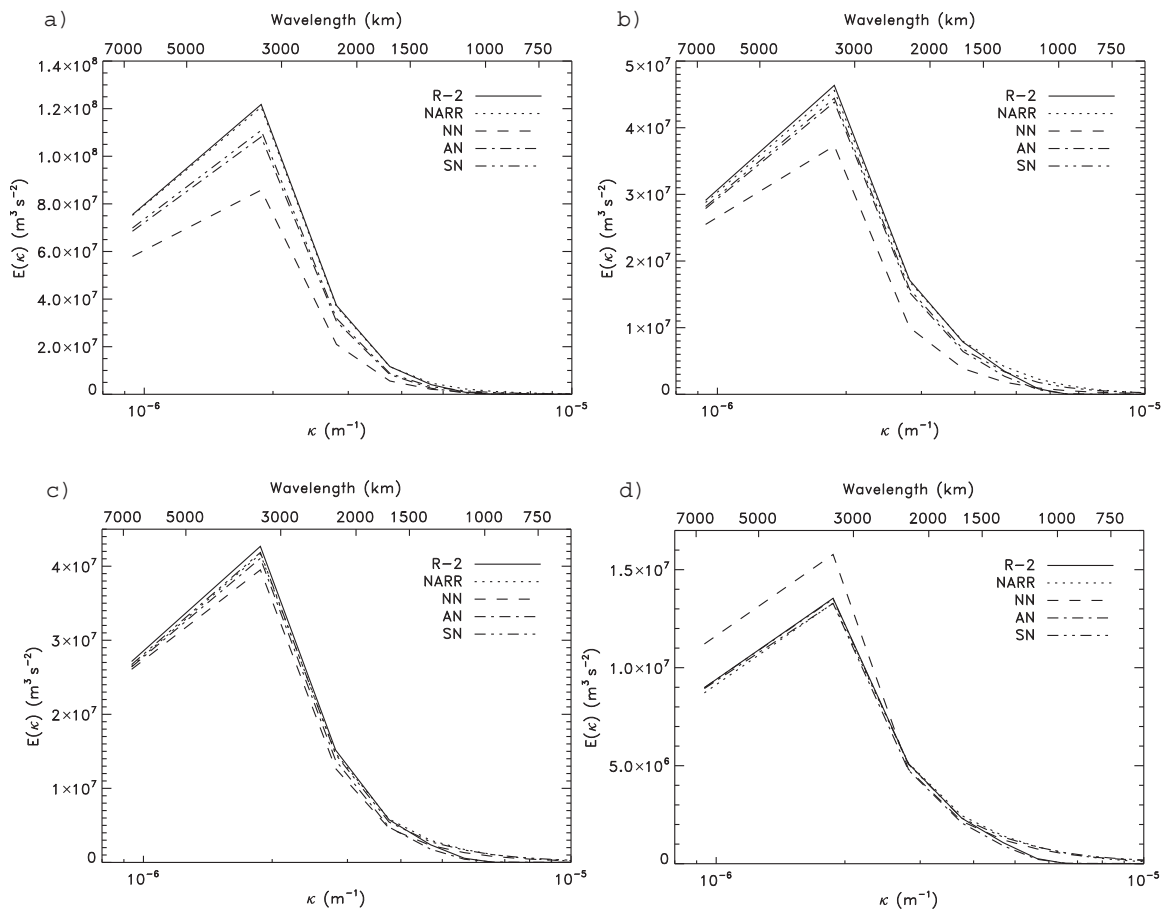 a)
Wavelength (km)
7000 5000 3000 2000 1500 1000 750
1.4×10⁸
1.2×10⁸
1.0×10⁸
8.0×10⁷
6.0×10⁷
4.0×10⁷
2.0×10⁷
0
E(κ) (m³ s⁻²)
R−2
NARR
NN
AN
SN
10⁻⁶ 10⁻⁵
κ (m⁻¹)
b)
Wavelength (km)
7000 5000 3000 2000 1500 1000 750
5×10⁷
4×10⁷
3×10⁷
2×10⁷
1×10⁷
0
E(κ) (m³ s⁻²)
R−2
NARR
NN
AN
SN
10⁻⁶ 10⁻⁵
κ (m⁻¹)
c)
Wavelength (km)
7000 5000 3000 2000 1500 1000 750
4×10⁷
3×10⁷
2×10⁷
1×10⁷
0
E(κ) (m³ s⁻²)
R−2
NARR
NN
AN
SN
10⁻⁶ 10⁻⁵
κ (m⁻¹)
d)
Wavelength (km)
7000 5000 3000 2000 1500 1000 750
1.5×10⁷
1.0×10⁷
5.0×10⁶
0
E(κ) (m³ s⁻²)
R−2
NARR
NN
AN
SN
10⁻⁶ 10⁻⁵
κ (m⁻¹)